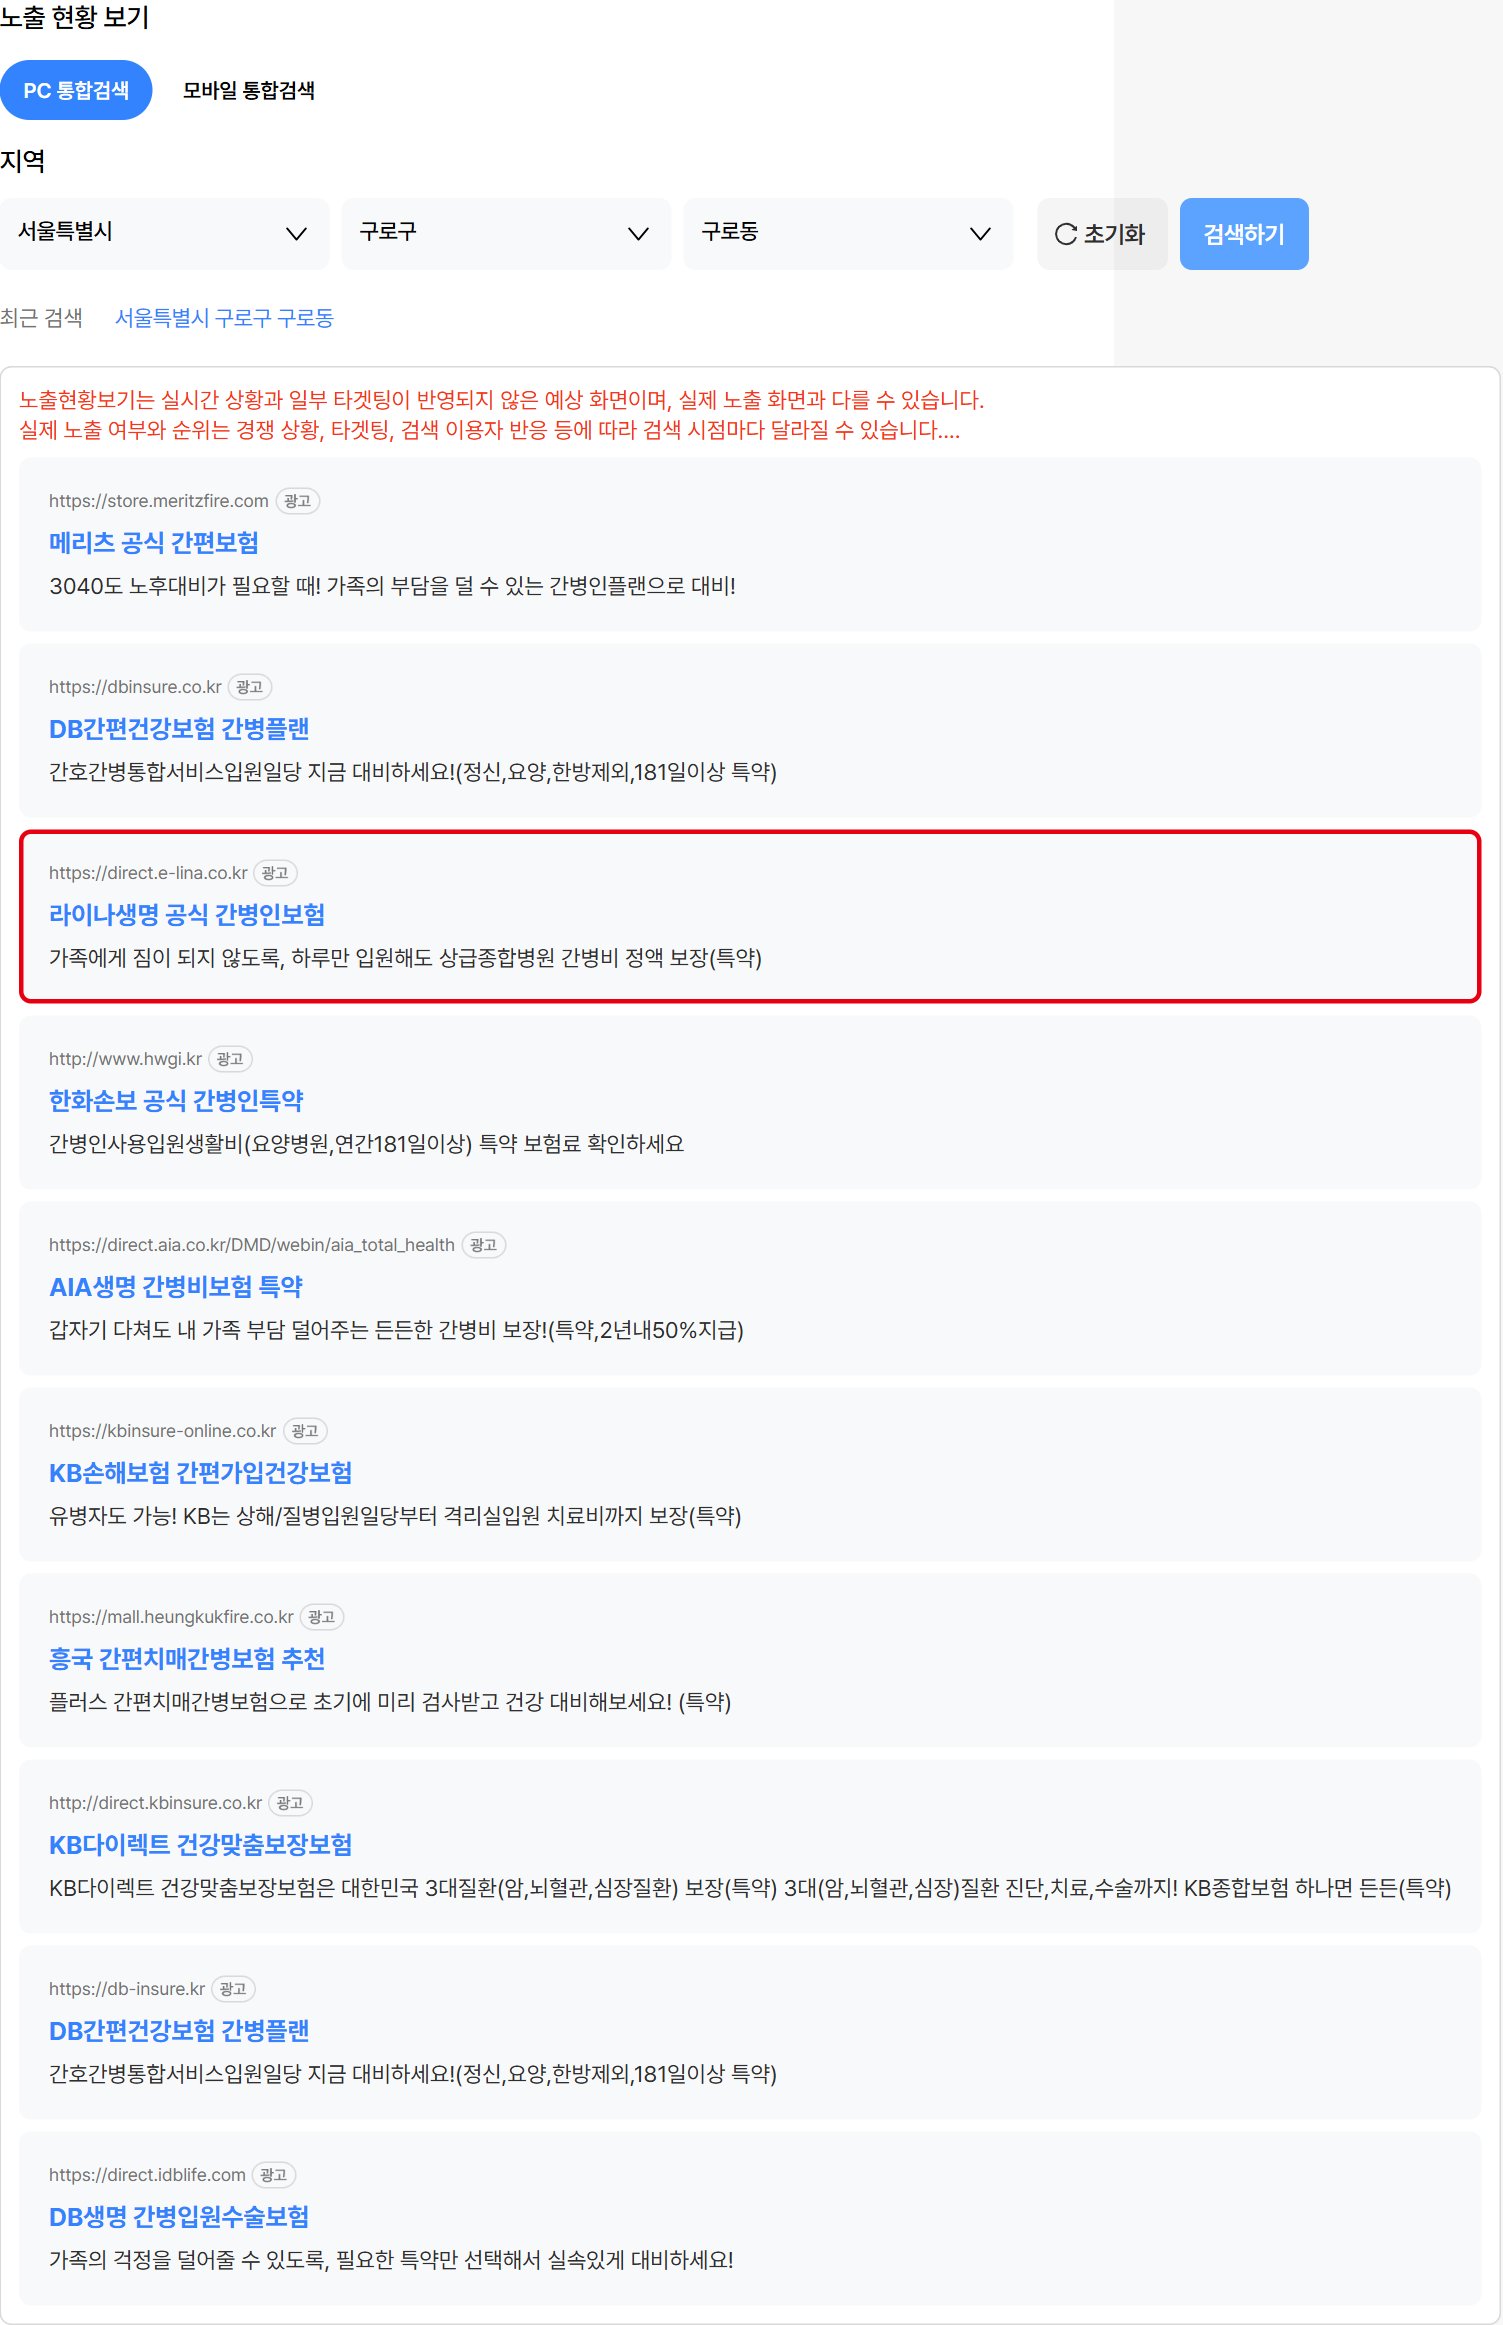 노출 현황 보기
PC 통합검색 모바일 통합검색
지역
서울특별시 구로구 구로동 초기화 검색하기
최근 검색 서울특별시 구로구 구로동
노출현황보기는 실시간 상황과 일부 타겟팅이 반영되지 않은 예상 화면이며, 실제 노출 화면과 다를 수 있습니다.
실제 노출 여부와 순위는 경쟁 상황, 타겟팅, 검색 이용자 반응 등에 따라 검색 시점마다 달라질 수 있습니다....
https://store.meritzfire.com 광고
메리츠 공식 간편보험
3040도 노후대비가 필요할 때! 가족의 부담을 덜 수 있는 간병인플랜으로 대비!
https://dbinsure.co.kr 광고
DB간편건강보험 간병플랜
간호간병통합서비스입원일당 지금 대비하세요!(정신,요양,한방제외,181일이상 특약)
https://direct.e-lina.co.kr 광고
라이나생명 공식 간병인보험
가족에게 짐이 되지 않도록, 하루만 입원해도 상급종합병원 간병비 정액 보장(특약)
http://www.hwgi.kr 광고
한화손보 공식 간병인특약
간병인사용입원생활비(요양병원,연간181일이상) 특약 보험료 확인하세요
https://direct.aia.co.kr/DMD/webin/aia_total_health 광고
AIA생명 간병비보험 특약
갑자기 다쳐도 내 가족 부담 덜어주는 든든한 간병비 보장!(특약,2년내50%지급)
https://kbinsure-online.co.kr 광고
KB손해보험 간편가입건강보험
유병자도 가능! KB는 상해/질병입원일당부터 격리실입원 치료비까지 보장(특약)
https://mall.heungkukfire.co.kr 광고
흥국 간편치매간병보험 추천
플러스 간편치매간병보험으로 초기에 미리 검사받고 건강 대비해보세요! (특약)
http://direct.kbinsure.co.kr 광고
KB다이렉트 건강맞춤보장보험
KB다이렉트 건강맞춤보장보험은 대한민국 3대질환(암,뇌혈관,심장질환) 보장(특약) 3대(암,뇌혈관,심장)질환 진단,치료,수술까지! KB종합보험 하나면 든든(특약)
https://db-insure.kr 광고
DB간편건강보험 간병플랜
간호간병통합서비스입원일당 지금 대비하세요!(정신,요양,한방제외,181일이상 특약)
https://direct.idblife.com 광고
DB생명 간병입원수술보험
가족의 걱정을 덜어줄 수 있도록, 필요한 특약만 선택해서 실속있게 대비하세요!